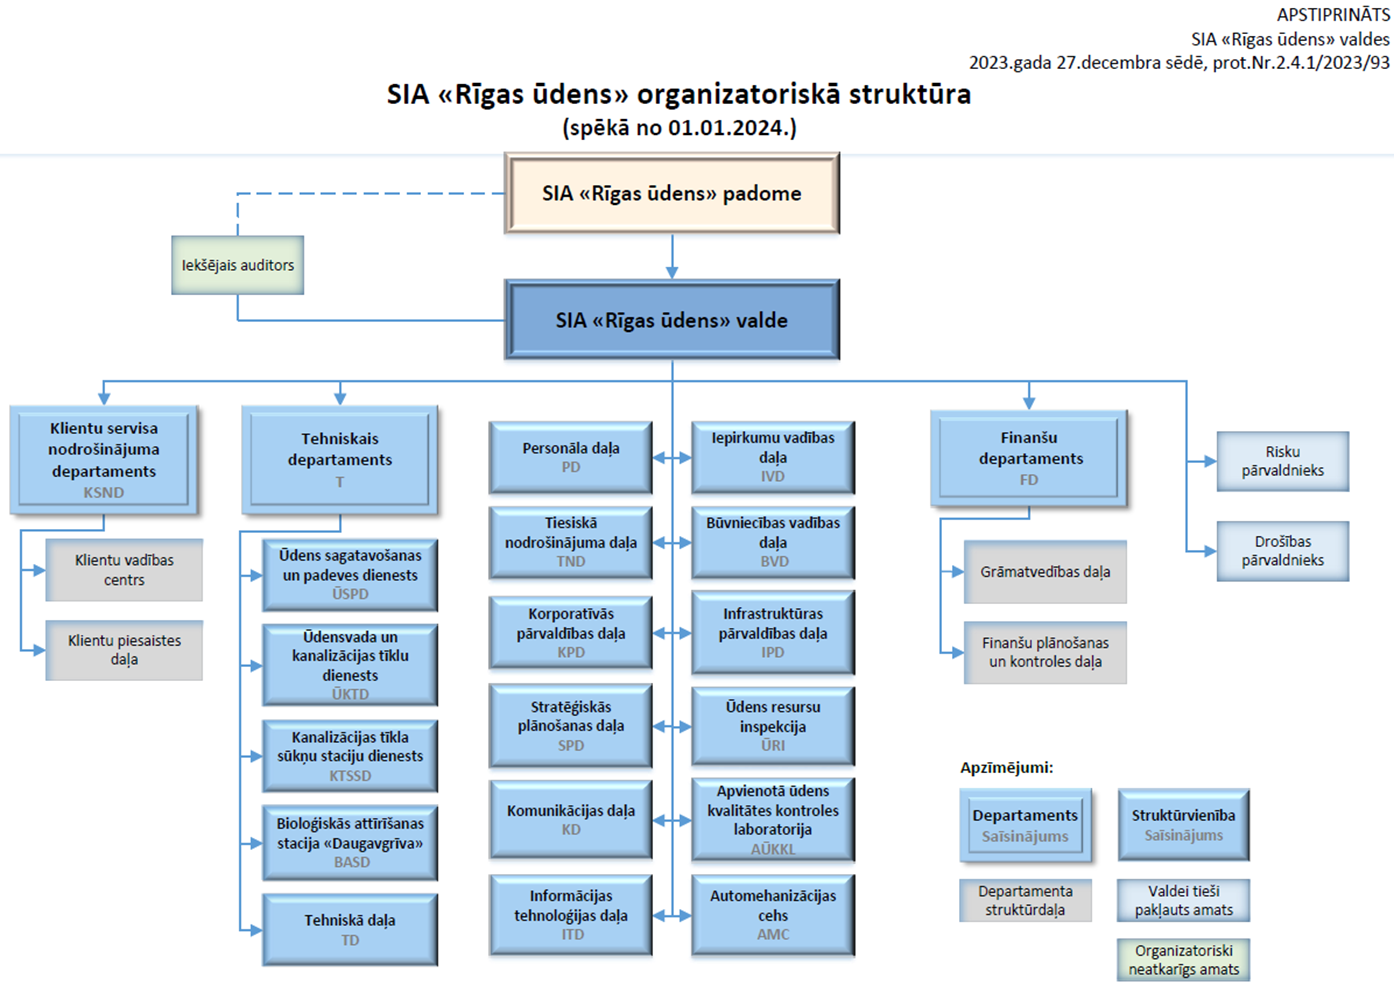 APSTIPRINĀTS
SIA «Rīgas ūdens» valdes
2023.gada 27.decembra sēdē, prot.Nr.2.4.1/2023/93
SIA «Rīgas ūdens» organizatoriskā struktūra
(spēkā no 01.01.2024.)
SIA «Rīgas ūdens» padome
Iekšējais auditors
SIA «Rīgas ūdens» valde
Klientu servisa
nodrošinājuma
departaments
KSND
Klientu vadības
centrs
Klientu piesaistes
daļa
Tehniskais
departaments
T
Ūdens sagatavošanas
un padeves dienests
ŪSPD
Ūdensvada un
kanalizācijas tīklu
dienests
ŪKTD
Kanalizācijas tīkla
sūkņu staciju dienests
KTSSD
Bioloģiskās attīrīšanas
stacija «Daugavgrīva»
BASD
Tehniskā daļa
TD
Personāla daļa
PD
Tiesiskā
nodrošinājuma daļa
TND
Korporatīvās
pārvaldības daļa
KPD
Stratēģiskās
plānošanas daļa
SPD
Komunikācijas daļa
KD
Informācijas
tehnoloģijas daļa
ITD
Iepirkumu vadības
daļa
IVD
Būvniecības vadības
daļa
BVD
Infrastruktūras
pārvaldības daļa
IPD
Ūdens resursu
inspekcija
ŪRI
Apvienotā ūdens
kvalitātes kontroles
laboratorija
AŪKKL
Automehanizācijas
cehs
AMC
Finanšu
departaments
FD
Grāmatvedības daļa
Finanšu plānošanas
un kontroles daļa
Risku
pārvaldnieks
Drošības
pārvaldnieks
Apzīmējumi:
Departaments
Saīsinājums
Struktūrvienība
Saīsinājums
Departamenta
struktūrdaļa
Valdei tieši
pakļauts amats
Organizatoriski
neatkarīgs amats